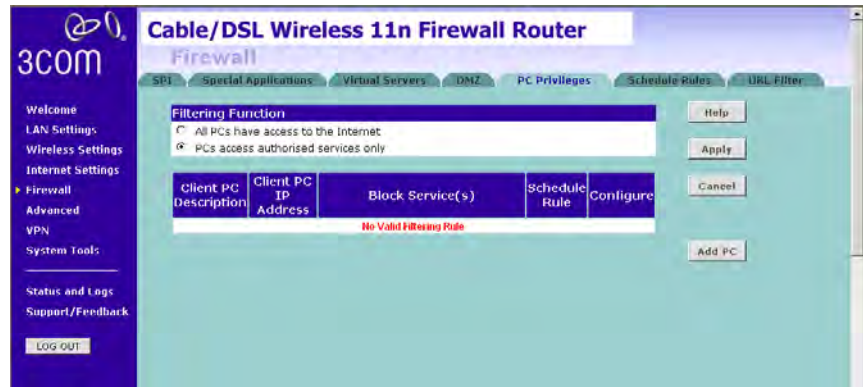 3COM
Cable/DSL Wireless 11n Firewall Router
Firewall
SPI
Special Applications
Virtual Servers
DMZ
PC Privileges
Schedule Rules
URL Filter
Welcome
LAN Settings
Wireless Settings
Internet Settings
Firewall
Advanced
VPN
System Tools
Status and Logs
Support/Feedback
LOG OUT
Filtering Function
All PCs have access to the Internet
PCs access authorised services only
Client PC Description
Client PC IP Address
Block Service(s)
Schedule Rule
Configure
No Valid Filtering Rule
Help
Apply
Cancel
Add PC